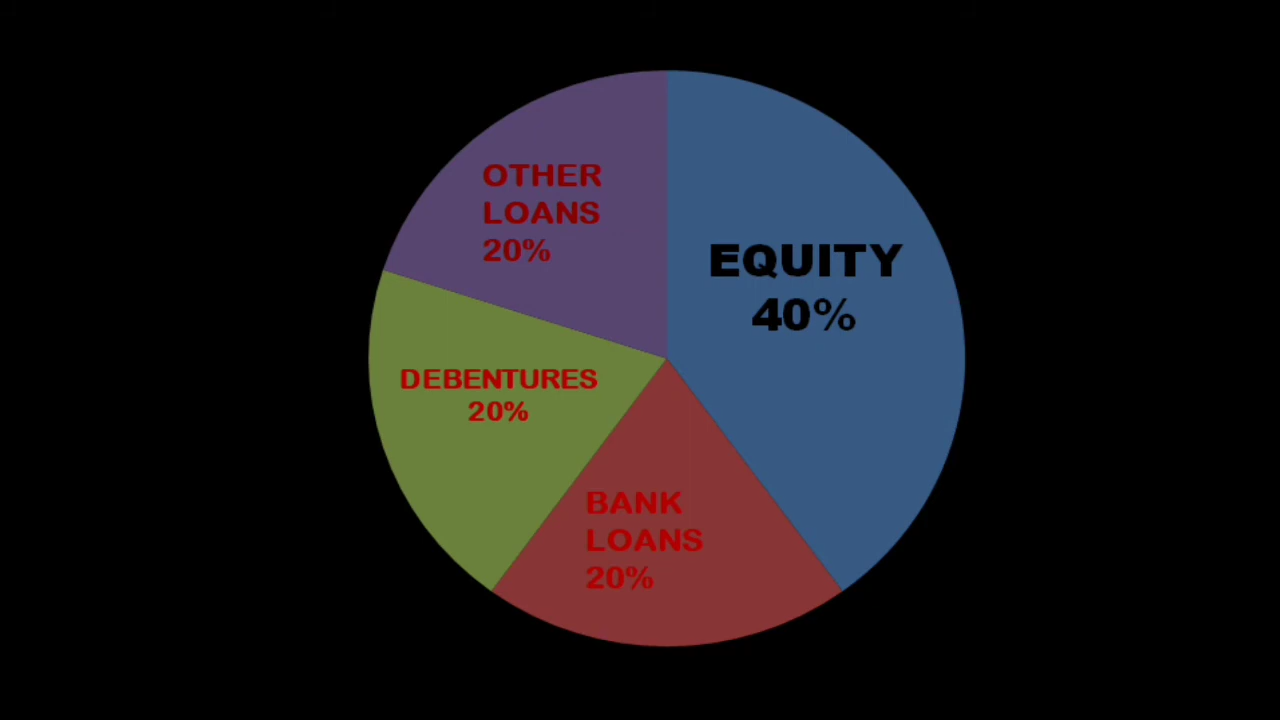 OTHER
LOANS
20%
EQUITY
40%
DEBENTURES
20%
BANK
LOANS
20%